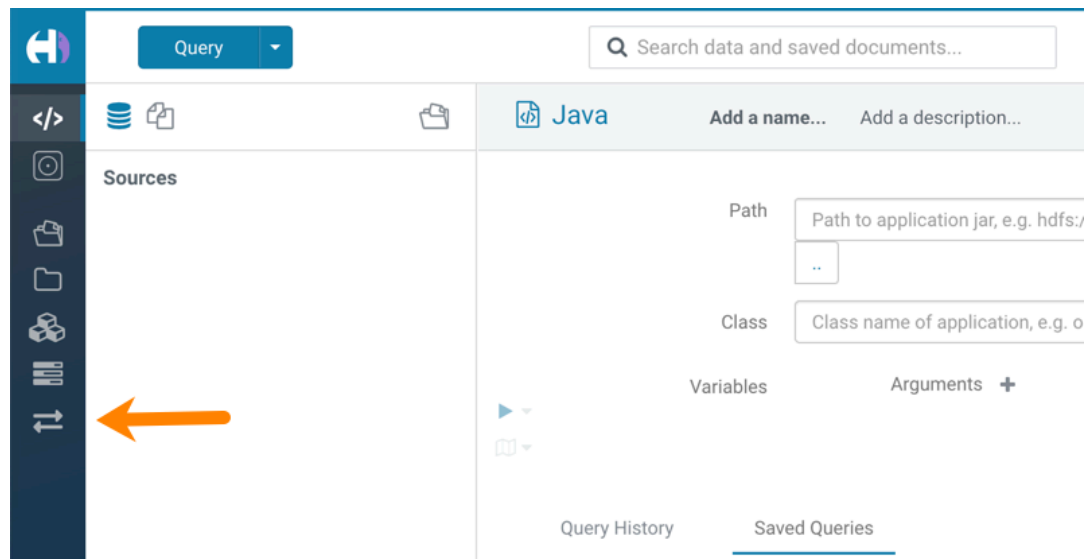 Query
Search data and saved documents...
Java
Add a name...
Add a description...
Sources
Path
Path to application jar, e.g. hdfs:/
..
Class
Class name of application, e.g. o
Variables
Arguments +
Query History
Saved Queries